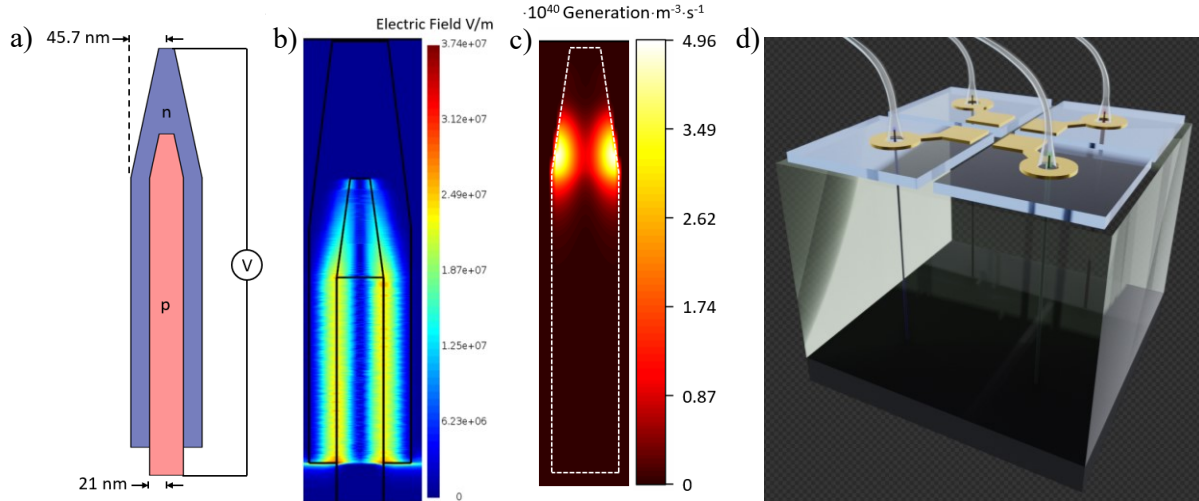 a)
45.7 nm
n
p
V
21 nm
b)
Electric Field V/m
3.74e+07
3.12e+07
2.49e+07
1.87e+07
1.25e+07
6.23e+06
0
c)
·10⁴⁰ Generation·m⁻³·s⁻¹
4.96
3.49
2.62
1.74
0.87
0
d)